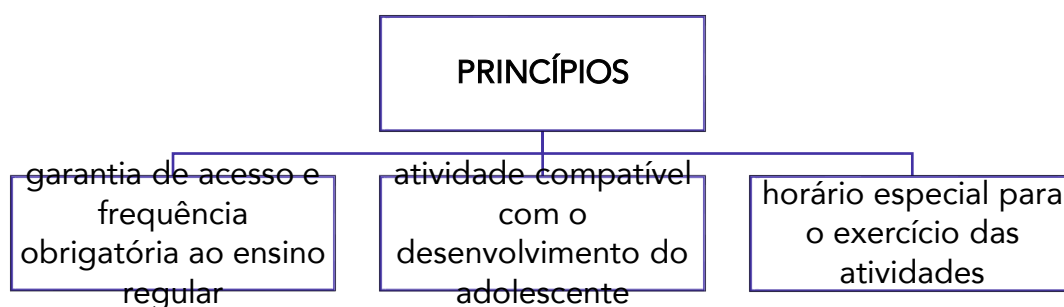 PRINCÍPIOS
garantia de acesso e
frequência
obrigatória ao ensino
regular
atividade compatível
com o
desenvolvimento do
adolescente
horário especial para
o exercício das
atividades